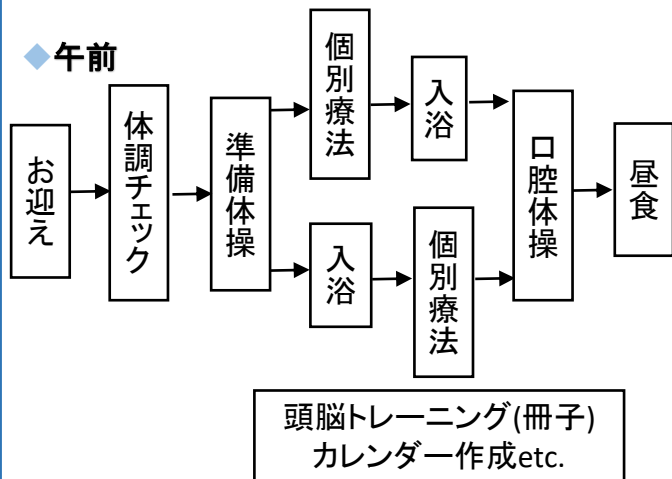 午前
お迎え
体調チェック
準備体操
個別療法
入浴
入浴
個別療法
口腔体操
昼食
頭脳トレーニング(冊子)
カレンダー作成etc.